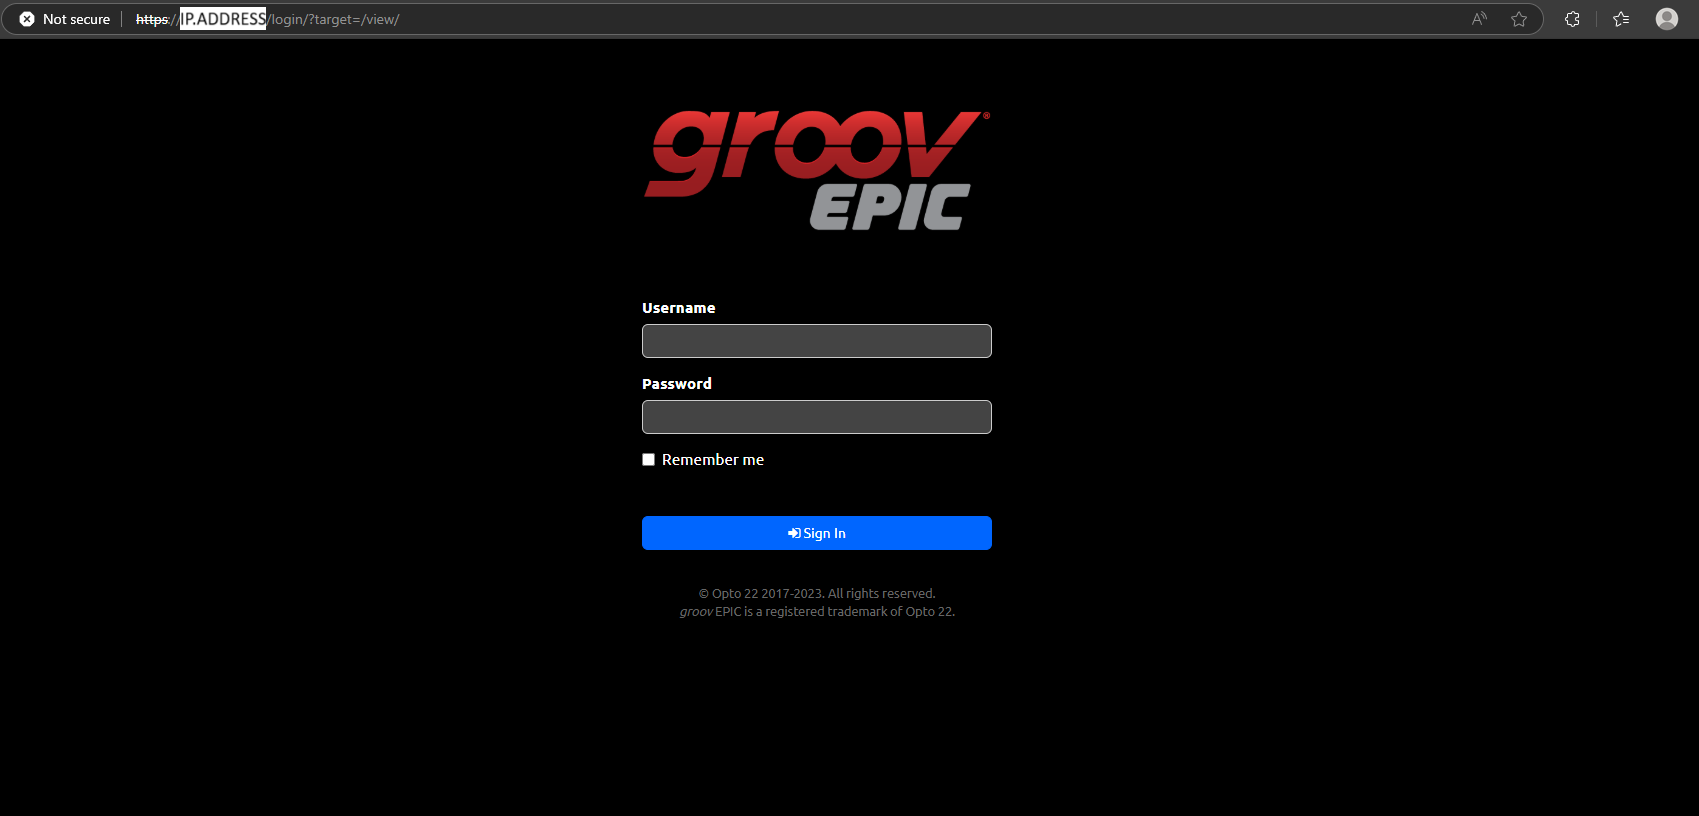 Not secure https://IP.ADDRESS/login/?target=/view/
groov®
EPIC
Username
Password
Remember me
Sign In
© Opto 22 2017-2023. All rights reserved.
groov EPIC is a registered trademark of Opto 22.